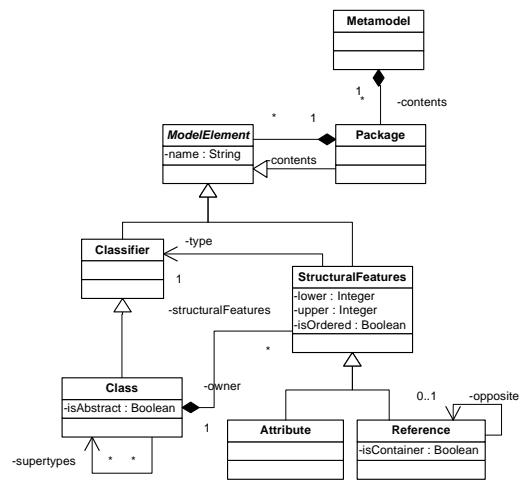 Metamodel
1
*
-contents
* 1
ModelElement
Package
-name : String
-contents
Classifier
-type
1
StructuralFeatures
-lower : Integer
-upper : Integer
-isOrdered : Boolean
-structuralFeatures
*
Class
-owner
-isAbstract : Boolean
1
0..1
-opposite
Attribute
Reference
-isContainer : Boolean
-supertypes
* *